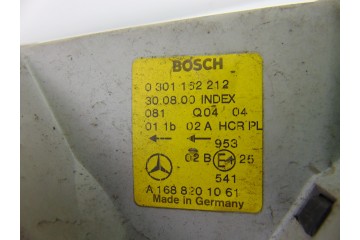 BOSCH
0 301 152 212
30.08.00 INDEX
081 Q04 04
01 1b 02 A HCR PL
953
02 B E4 25
541
A 168 820 10 61
Made in Germany